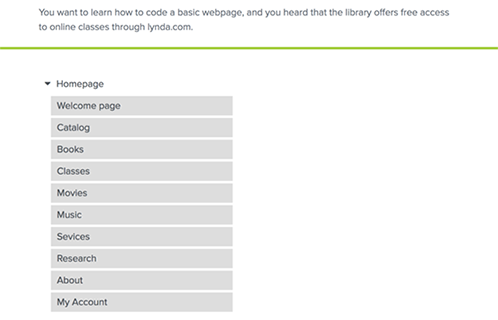 You want to learn how to code a basic webpage, and you heard that the library offers free access
to online classes through lynda.com.
Homepage
Welcome page
Catalog
Books
Classes
Movies
Music
Sevices
Research
About
My Account